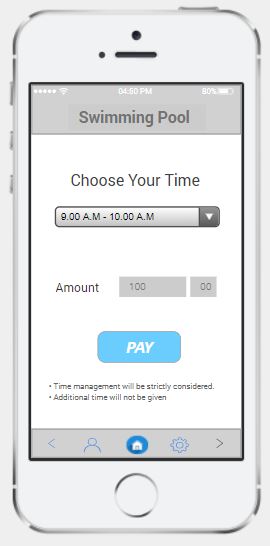 04:50 PM 80%
Swimming Pool
Choose Your Time
9.00 A.M - 10.00 A.M
Amount 100 00
PAY
• Time management will be strictly considered.
• Additional time will not be given